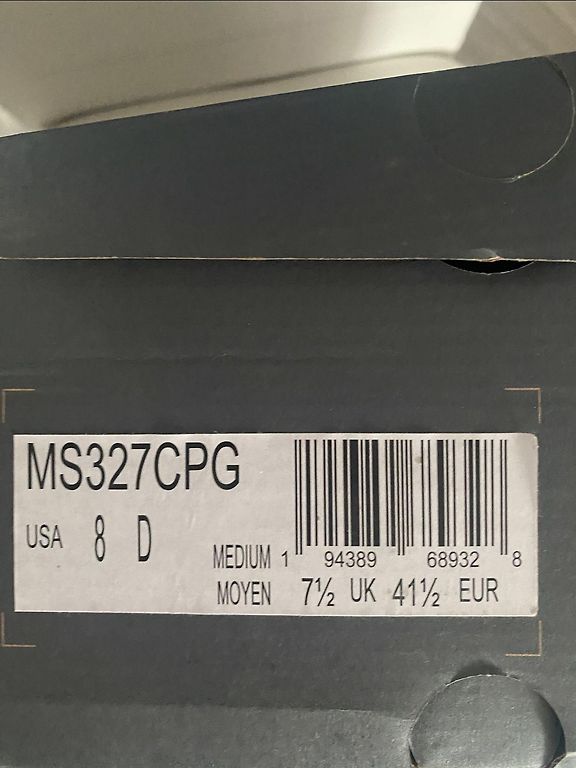 MS327CPG
USA 8 D
MEDIUM 1 94389 68932 8
MOYEN 7½ UK 41½ EUR